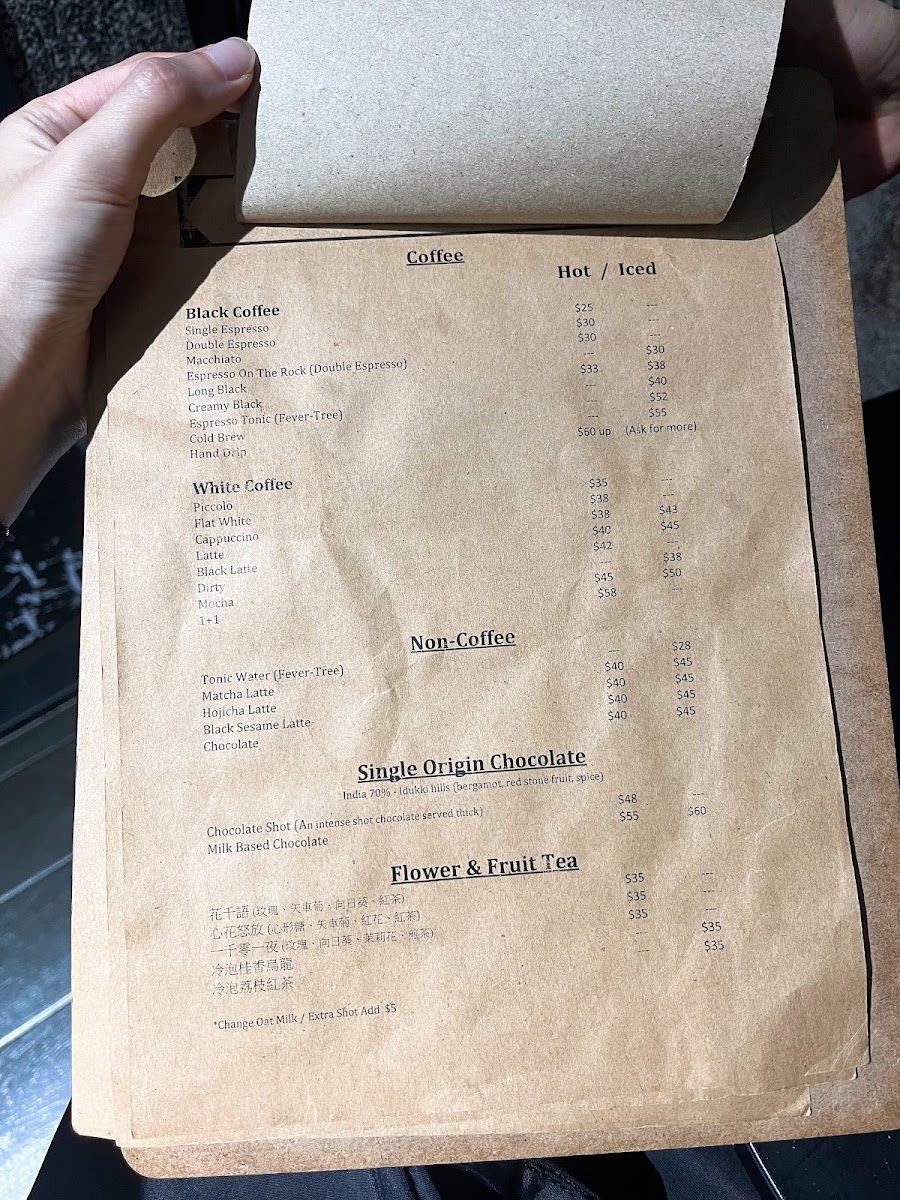 Coffee
Hot / Iced
Black Coffee
Single Espresso $25 ---
Double Espresso $30 ---
Macchiato $30 ---
Espresso On The Rock (Double Espresso) --- $30
Long Black $33 $38
Creamy Black --- $40
Espresso Tonic (Fever-Tree) --- $52
Cold Brew --- $55
Hand Drip $60 up (Ask for more)
White Coffee
Piccolo $35 ---
Flat White $38 ---
Cappuccino $38 $43
Latte $40 $45
Black Latte $42 ---
Dirty --- $38
Mocha $45 $50
1+1 $58 ---
Non-Coffee
Tonic Water (Fever-Tree) --- $28
Matcha Latte $40 $45
Hojicha Latte $40 $45
Black Sesame Latte $40 $45
Chocolate $40 $45
Single Origin Chocolate
India 70% - Idukki hills (bergamot, red stone fruit, spice)
Chocolate Shot (An intense shot chocolate served thick) $48 ---
Milk Based Chocolate $55 $60
Flower & Fruit Tea
花千語 (玫瑰、矢車菊、向日葵、紅茶) $35 ---
心花怒放 (心形糖、矢車菊、紅花、紅茶) $35 ---
一千零一夜 (玫瑰、向日葵、茉莉花、煎茶) $35 ---
冷泡桂香烏龍 --- $35
冷泡荔枝紅茶 --- $35
*Change Oat Milk / Extra Shot Add $5